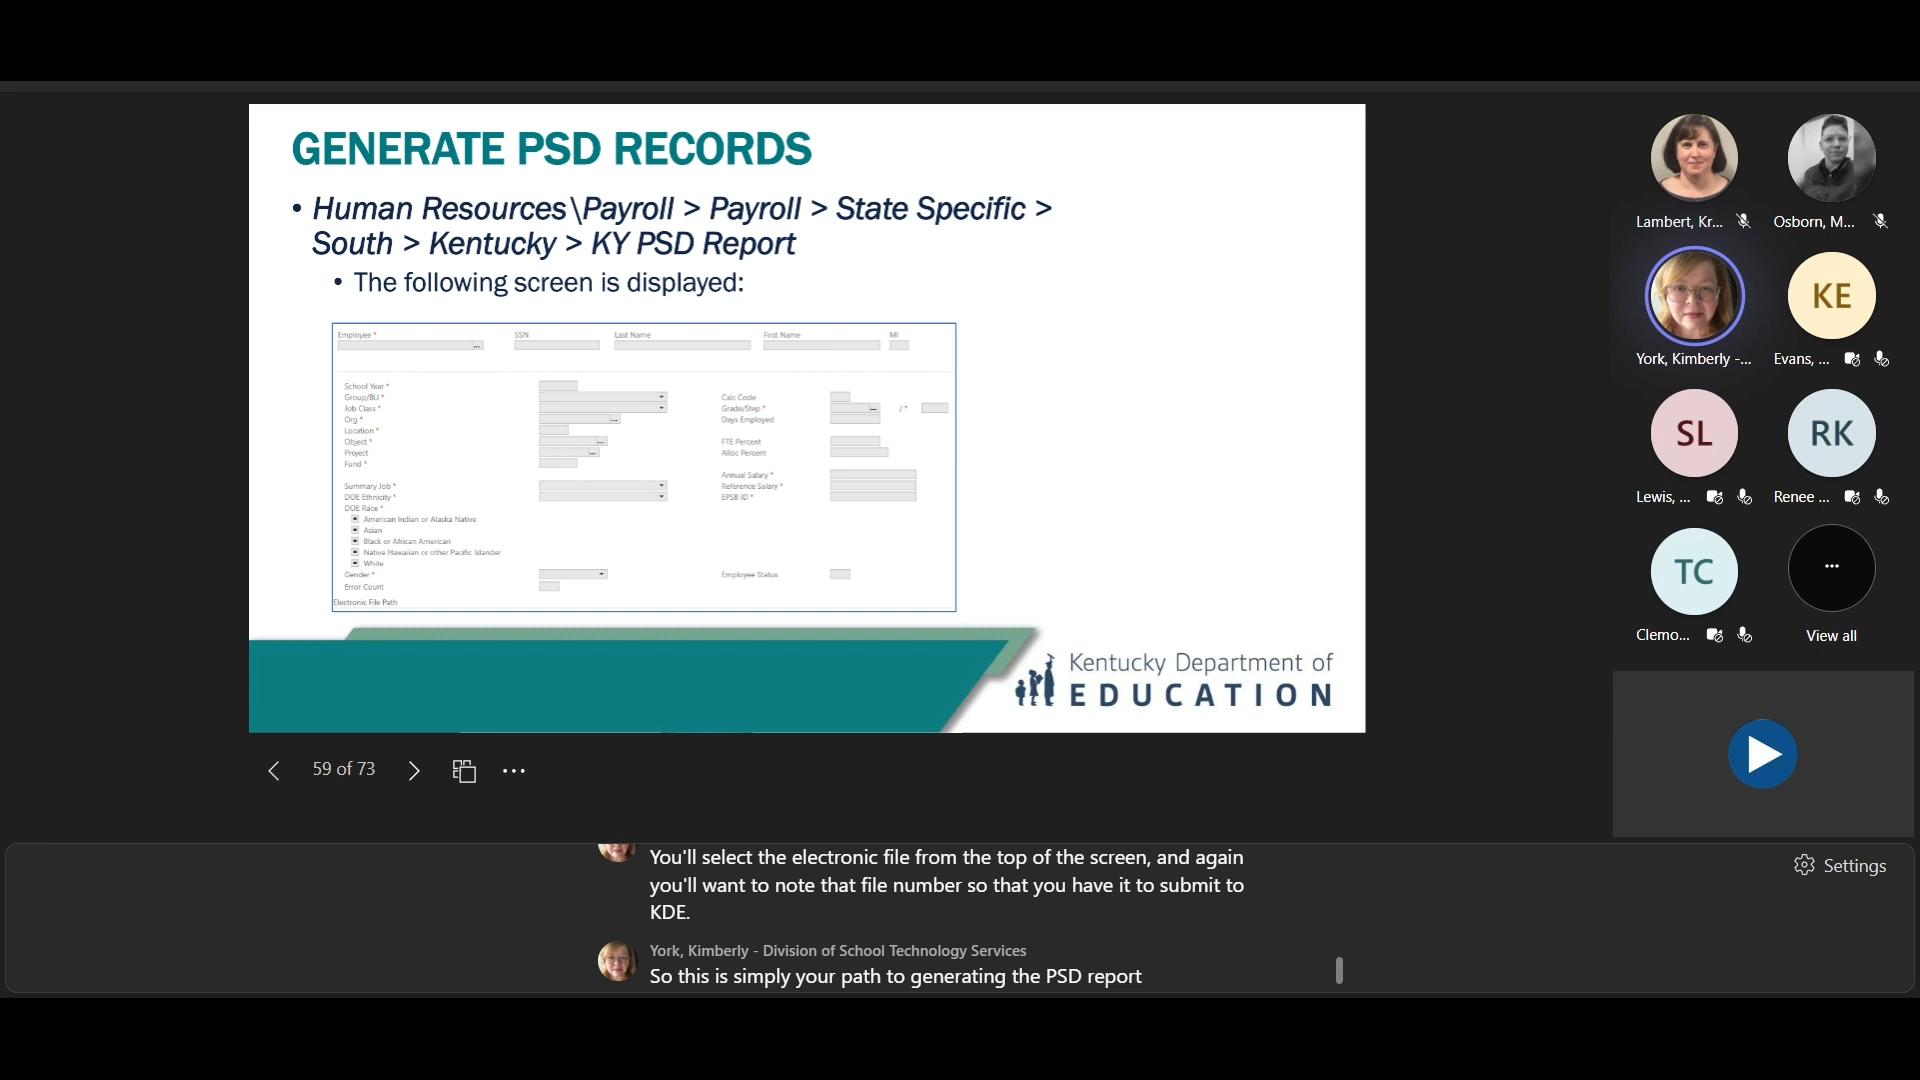 GENERATE PSD RECORDS
• Human Resources\Payroll > Payroll > State Specific >
South > Kentucky > KY PSD Report
• The following screen is displayed:
Employee *
SSN
Last Name
First Name
MI
School Year *
Group/BU *
Calc Code
Job Class *
Grade/Step *
/ *
Org *
Days Employed
Location *
Object *
FTE Percent
Project
Alloc Percent
Fund *
Annual Salary *
Summary Job *
Reference Salary *
DOE Ethnicity *
EPSB ID *
DOE Race *
American Indian or Alaska Native
Asian
Black or African American
Native Hawaiian or other Pacific Islander
White
Gender *
Employee Status
Error Count
Electronic File Path
Kentucky Department of
EDUCATION
59 of 73
Lambert, Kr...
Osborn, M...
York, Kimberly -...
KE
Evans, ...
SL
Lewis, ...
RK
Renee ...
TC
Clemo...
View all
Settings
You'll select the electronic file from the top of the screen, and again
you'll want to note that file number so that you have it to submit to
KDE.
York, Kimberly - Division of School Technology Services
So this is simply your path to generating the PSD report